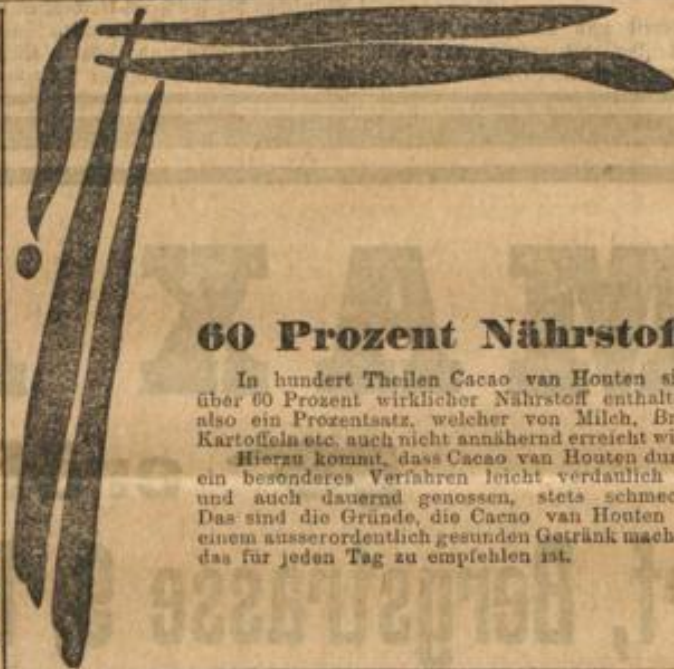 60 Prozent Nährstof
In hundert Theilen Cacao van Houten si
über 60 Prozent wirklicher Nährstoff enthalt
also ein Prozentsatz, welcher von Milch, Br
Kartoffeln etc. auch nicht annähernd erreicht wi
Hierzu kommt, dass Cacao van Houten dur
ein besonderes Verfahren leicht verdaulich
und auch dauernd genossen, stets schmec
Das sind die Gründe, die Cacao van Houten
einem ausserordentlich gesunden Getränk mach
das für jeden Tag zu empfehlen ist.